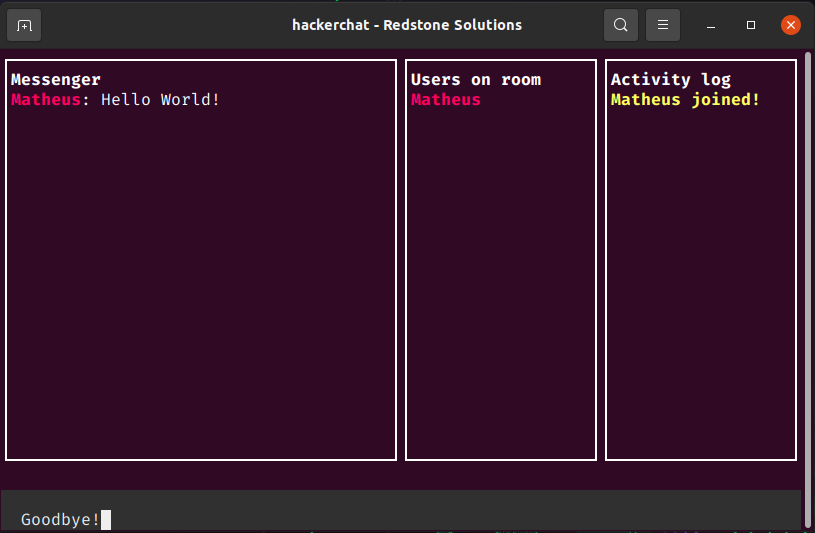 hackerchat - Redstone Solutions
Messenger
Matheus: Hello World!
Users on room
Matheus
Activity log
Matheus joined!
Goodbye!